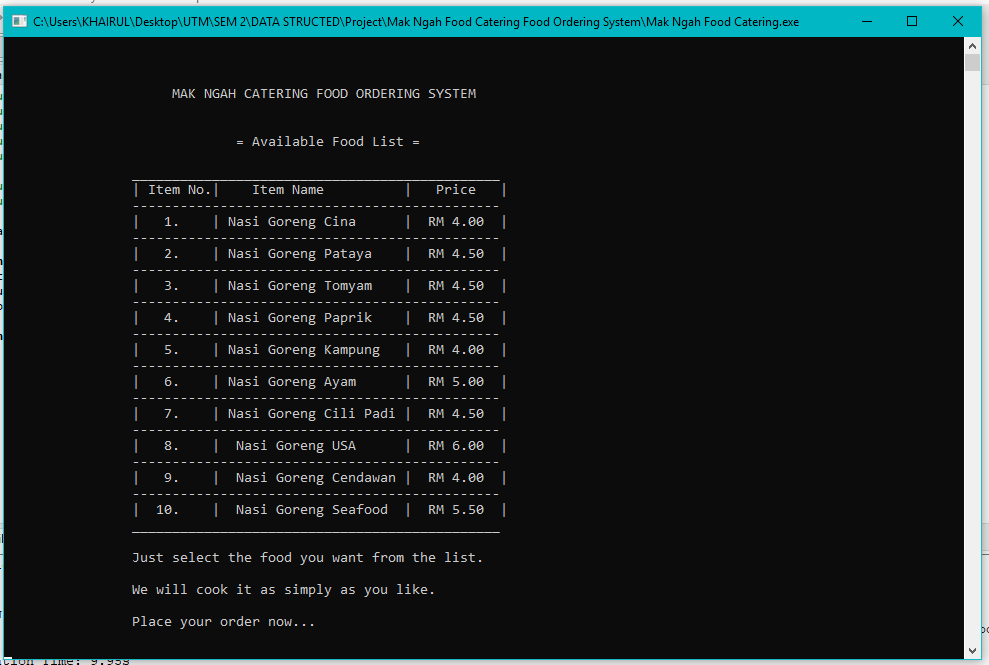 C:\Users\KHAIRUL\Desktop\UTM\SEM 2\DATA STRUCTED\Project\Mak Ngah Food Catering Food Ordering System\Mak Ngah Food Catering.exe
MAK NGAH CATERING FOOD ORDERING SYSTEM
= Available Food List =
| Item No.| Item Name | Price |
| 1. | Nasi Goreng Cina | RM 4.00 |
| 2. | Nasi Goreng Pataya | RM 4.50 |
| 3. | Nasi Goreng Tomyam | RM 4.50 |
| 4. | Nasi Goreng Paprik | RM 4.50 |
| 5. | Nasi Goreng Kampung | RM 4.00 |
| 6. | Nasi Goreng Ayam | RM 5.00 |
| 7. | Nasi Goreng Cili Padi | RM 4.50 |
| 8. | Nasi Goreng USA | RM 6.00 |
| 9. | Nasi Goreng Cendawan | RM 4.00 |
| 10. | Nasi Goreng Seafood | RM 5.50 |
Just select the food you want from the list.
We will cook it as simply as you like.
Place your order now...
Time: 9.95s